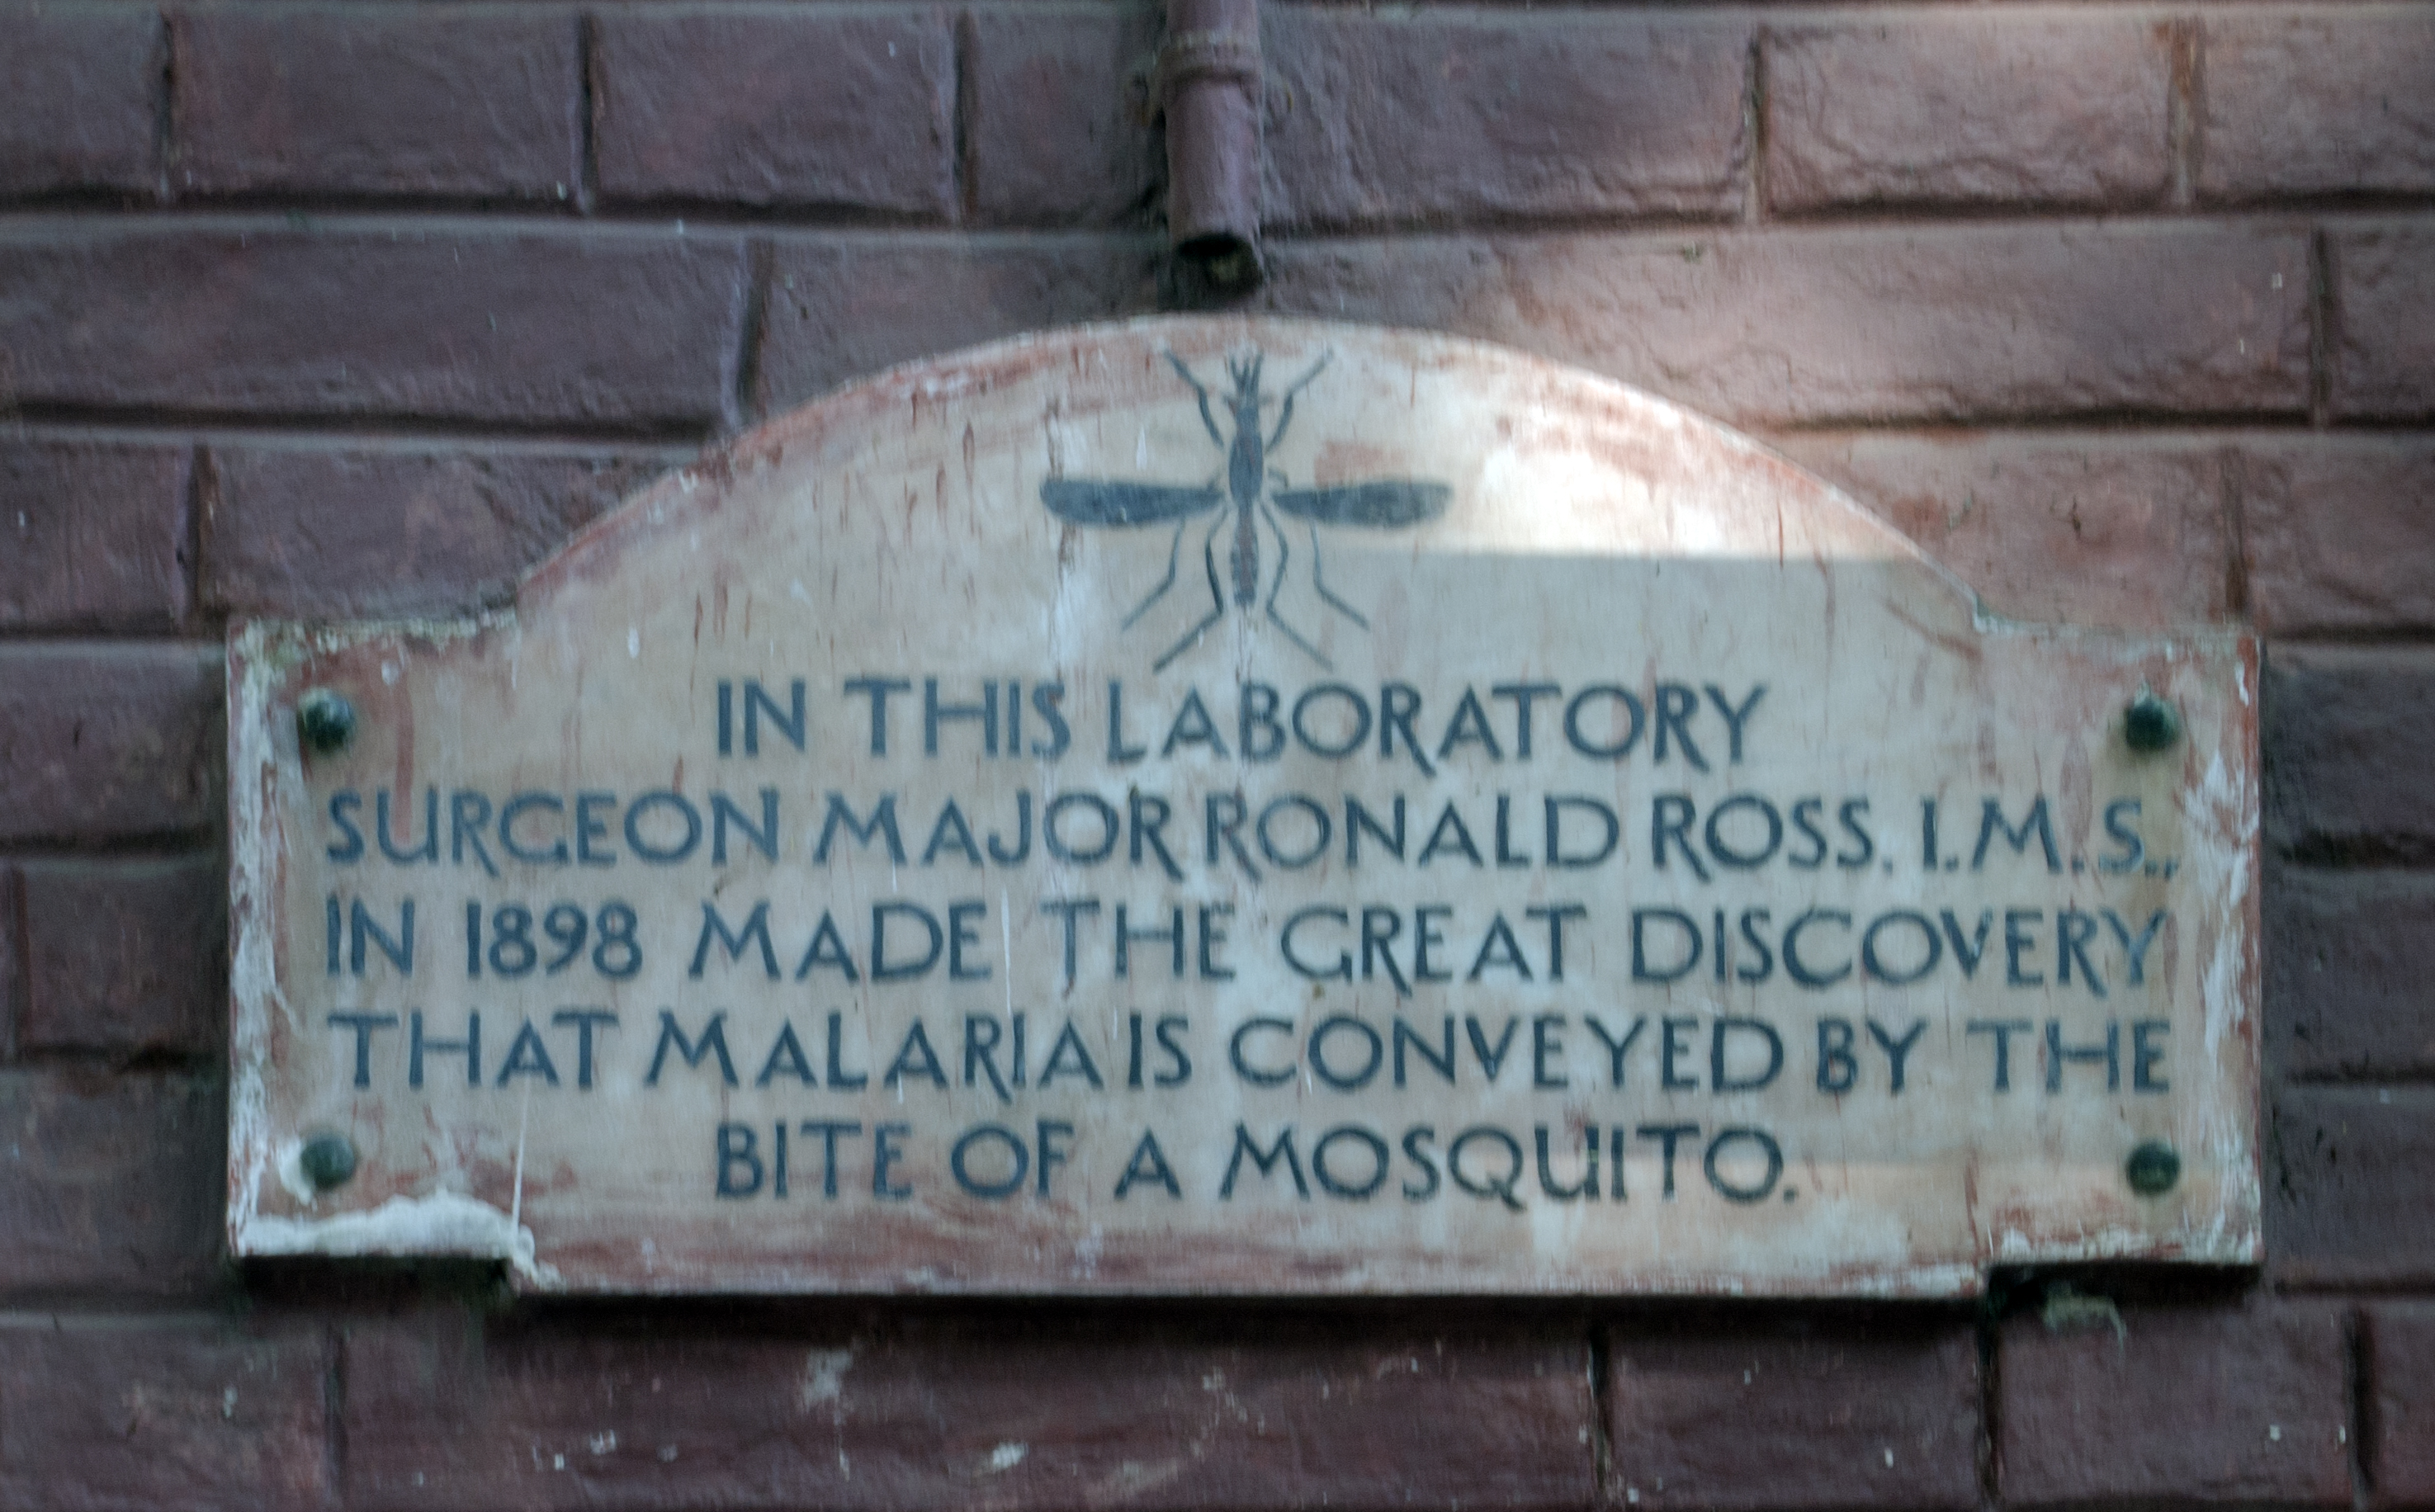 IN THIS LABORATORY
SURGEON MAJOR RONALD ROSS. I.M.S.,
IN 1898 MADE THE GREAT DISCOVERY
THAT MALARIA IS CONVEYED BY THE
BITE OF A MOSQUITO.